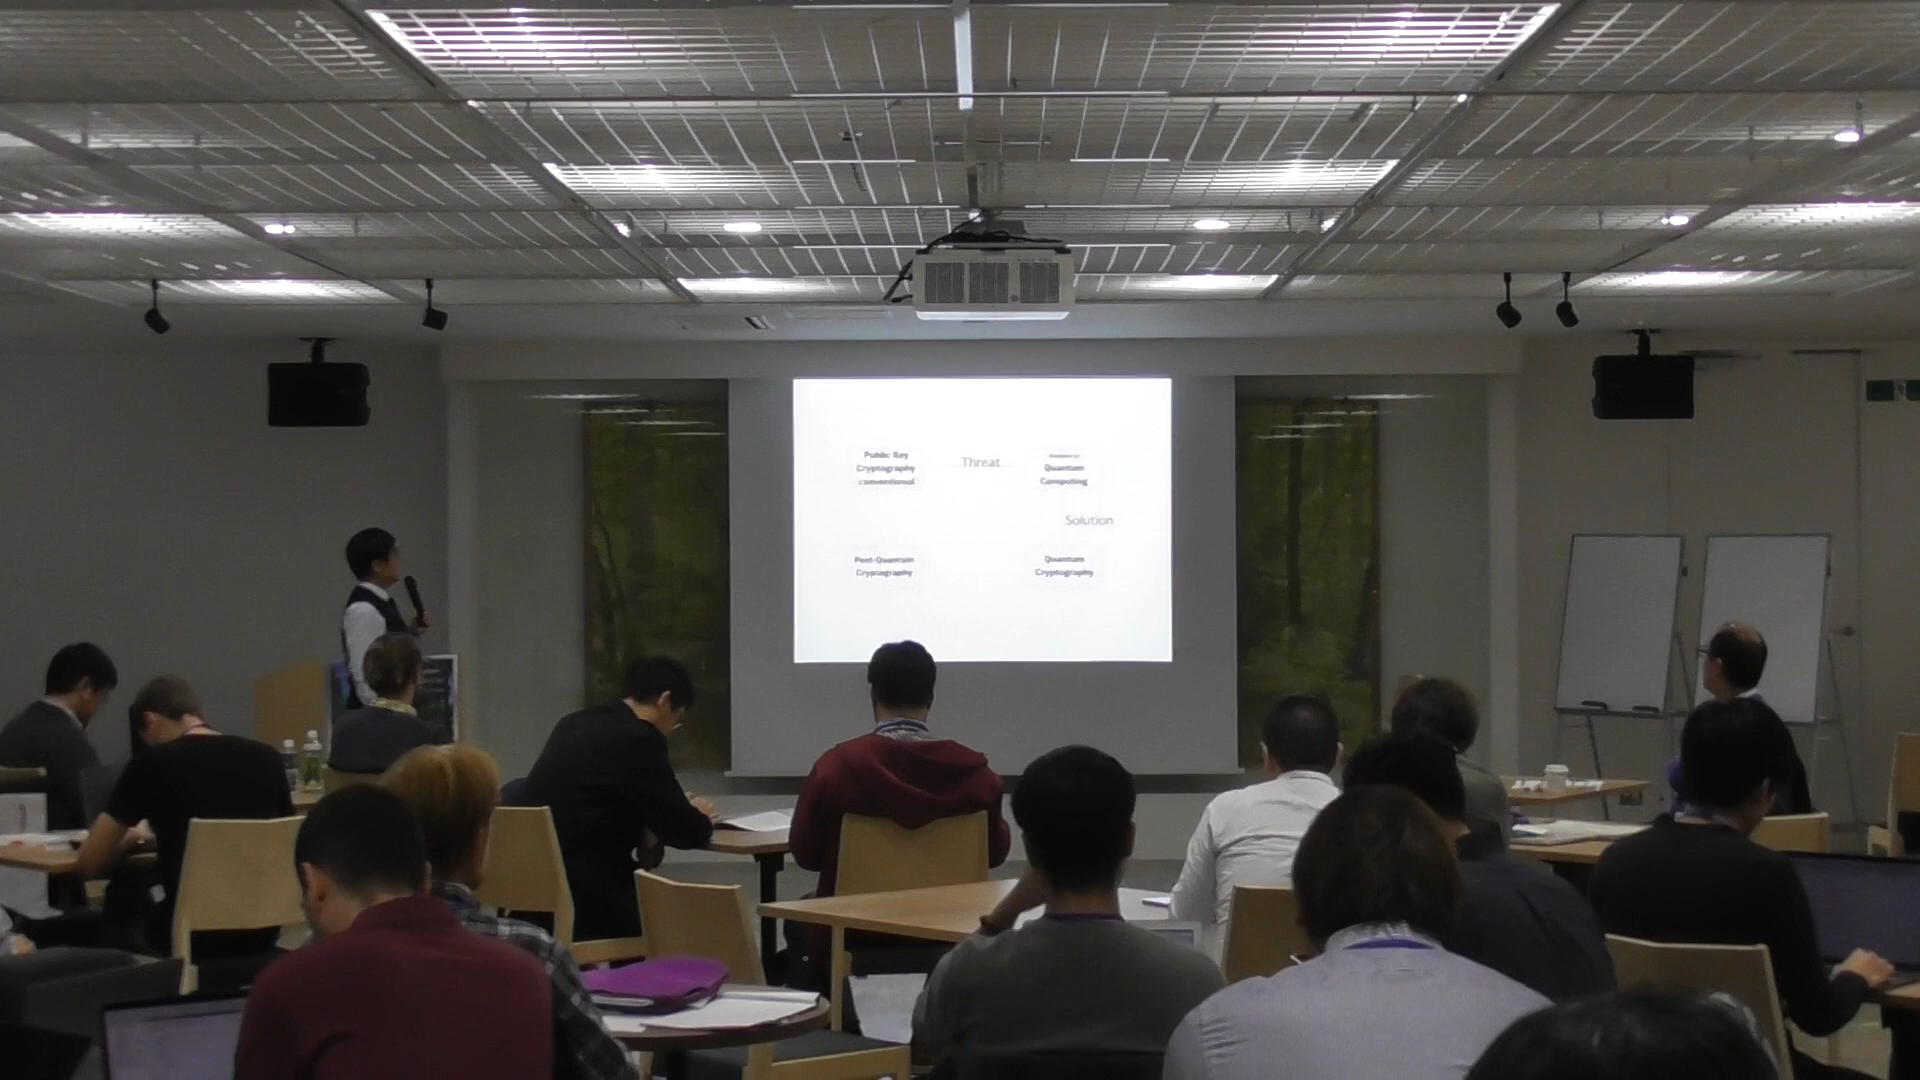 Public Key
Cryptography
conventional
Threat
Quantum
Computing
Solution
Post-Quantum
Cryptography
Quantum
Cryptography